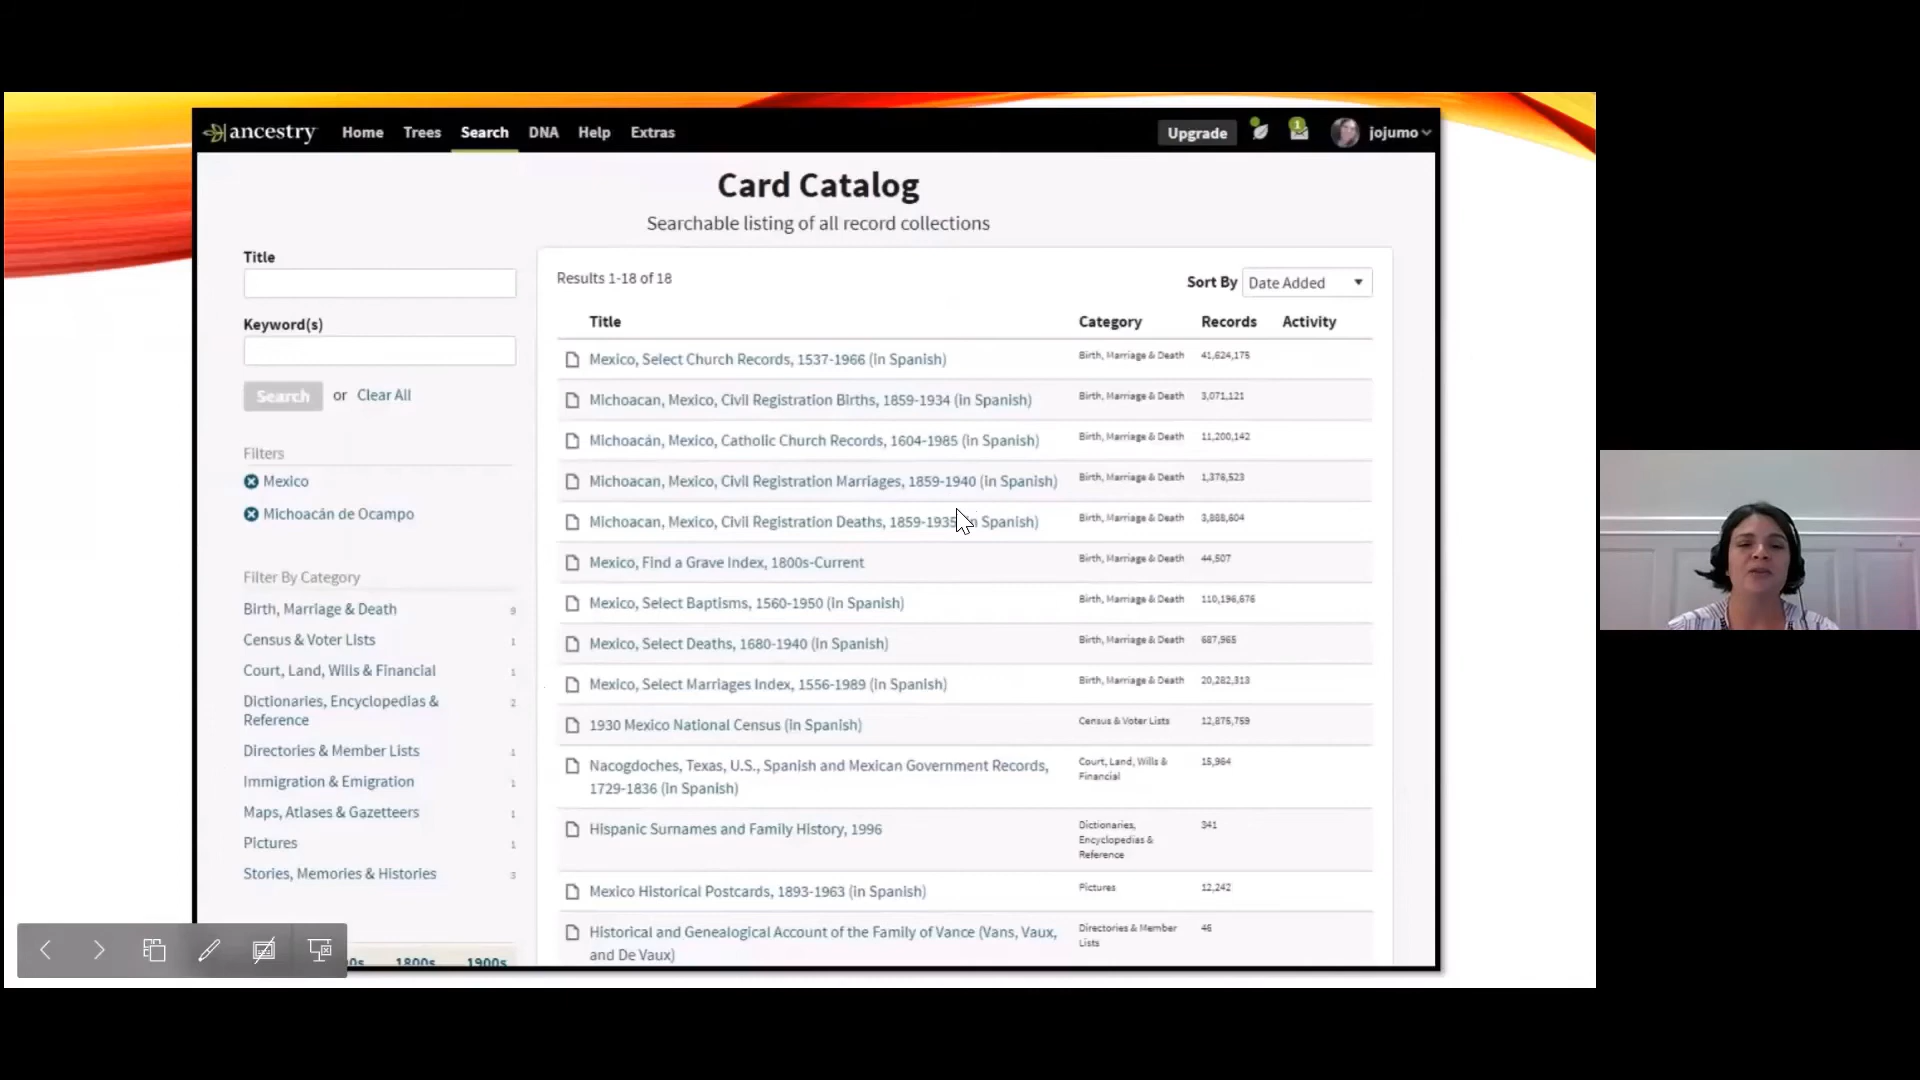 ancestry Home Trees Search DNA Help Extras Upgrade 1 jojumo
Card Catalog
Searchable listing of all record collections
Title
Keyword(s)
Search or Clear All
Filters
Mexico
Michoacán de Ocampo
Filter By Category
Birth, Marriage & Death 9
Census & Voter Lists 1
Court, Land, Wills & Financial 1
Dictionaries, Encyclopedias & 2
Reference
Directories & Member Lists 1
Immigration & Emigration 1
Maps, Atlases & Gazetteers 1
Pictures 1
Stories, Memories & Histories 3
1800s 1900s
Results 1-18 of 18
Sort By Date Added
Title Category Records Activity
Mexico, Select Church Records, 1537-1966 (in Spanish) Birth, Marriage & Death 41,624,175
Michoacan, Mexico, Civil Registration Births, 1859-1934 (in Spanish) Birth, Marriage & Death 3,071,121
Michoacán, Mexico, Catholic Church Records, 1604-1985 (in Spanish) Birth, Marriage & Death 11,200,142
Michoacan, Mexico, Civil Registration Marriages, 1859-1940 (in Spanish) Birth, Marriage & Death 1,376,523
Michoacan, Mexico, Civil Registration Deaths, 1859-1935 Spanish) Birth, Marriage & Death 3,888,604
Mexico, Find a Grave Index, 1800s-Current Birth, Marriage & Death 44,507
Mexico, Select Baptisms, 1560-1950 (in Spanish) Birth, Marriage & Death 110,196,676
Mexico, Select Deaths, 1680-1940 (in Spanish) Birth, Marriage & Death 687,965
Mexico, Select Marriages Index, 1556-1989 (in Spanish) Birth, Marriage & Death 20,282,313
1930 Mexico National Census (in Spanish) Census & Voter Lists 12,875,759
Nacogdoches, Texas, U.S., Spanish and Mexican Government Records, Court, Land, Wills & 15,964
1729-1836 (in Spanish) Financial
Hispanic Surnames and Family History, 1996 Dictionaries, 341
Encyclopedias &
Reference
Mexico Historical Postcards, 1893-1963 (in Spanish) Pictures 12,242
Historical and Genealogical Account of the Family of Vance (Vans, Vaux, Directories & Member 46
and De Vaux) Lists